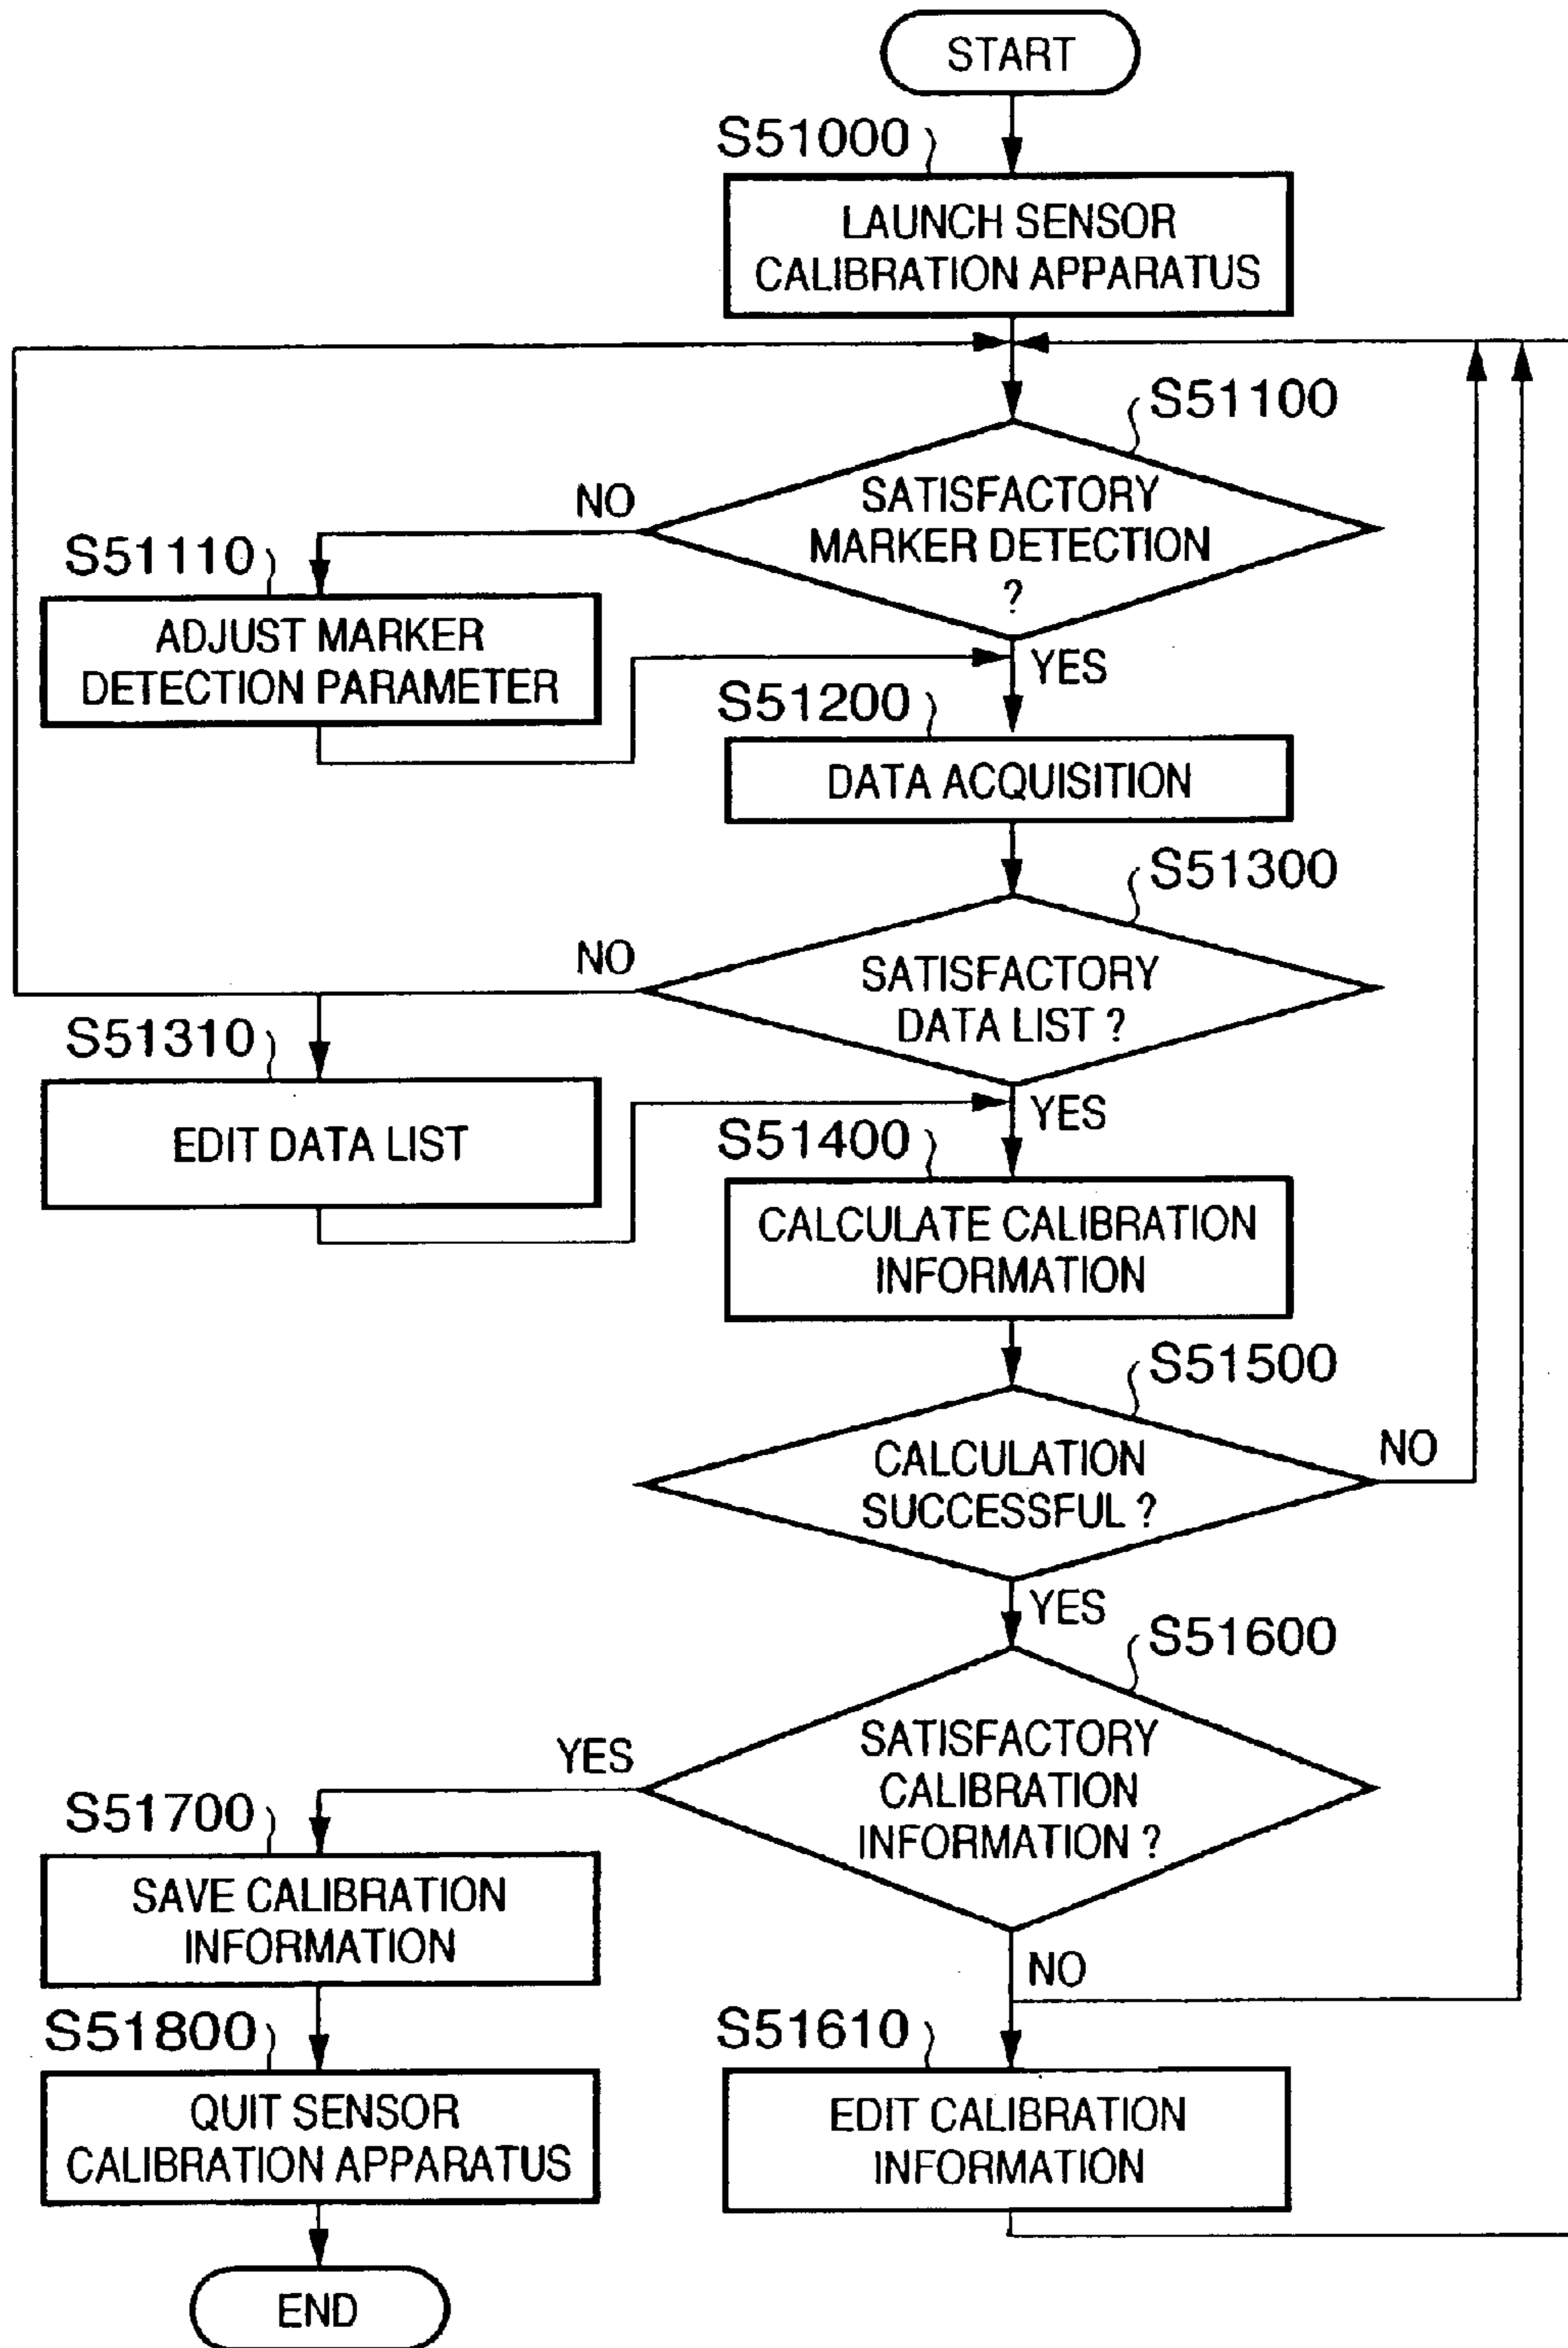 START
S51000
LAUNCH SENSOR
CALIBRATION APPARATUS
S51100
SATISFACTORY
MARKER DETECTION
?
NO
S51110
ADJUST MARKER
DETECTION PARAMETER
YES
S51200
DATA ACQUISITION
S51300
SATISFACTORY
DATA LIST ?
NO
S51310
EDIT DATA LIST
YES
S51400
CALCULATE CALIBRATION
INFORMATION
S51500
CALCULATION
SUCCESSFUL ?
NO
YES
S51600
SATISFACTORY
CALIBRATION
INFORMATION ?
YES
S51700
SAVE CALIBRATION
INFORMATION
NO
S51800
QUIT SENSOR
CALIBRATION APPARATUS
S51610
EDIT CALIBRATION
INFORMATION
END